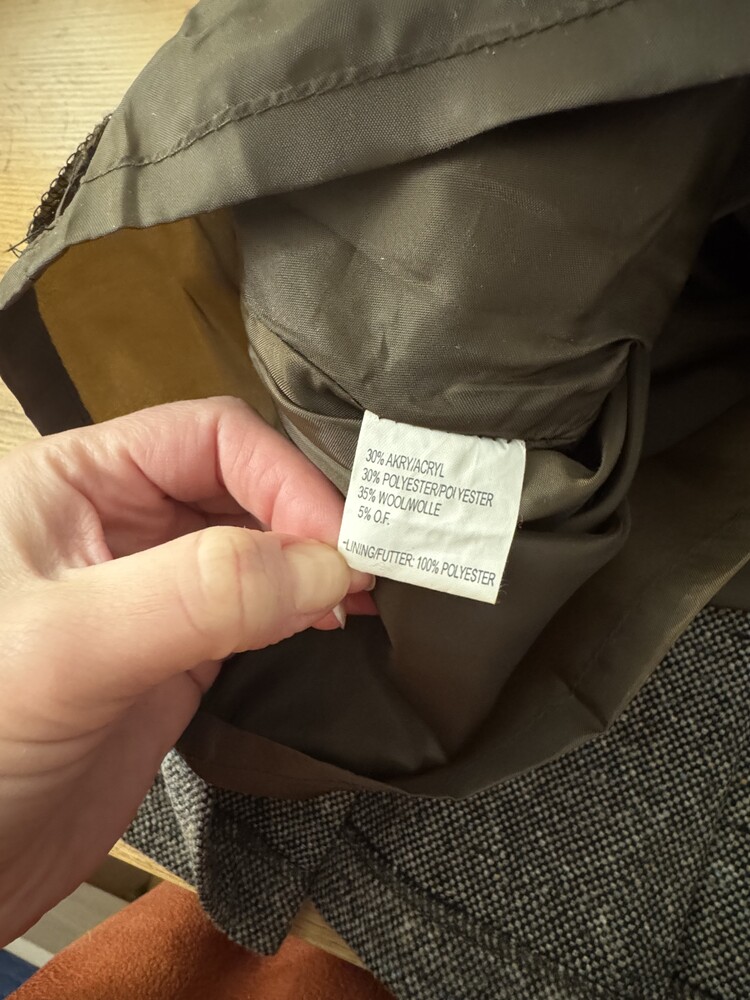 30% AKRY/ACRYL
30% POLYESTER/POLYESTER
35% WOOL/WOLLE
5% O.F.
-LINING/FUTTER: 100% POLYESTER